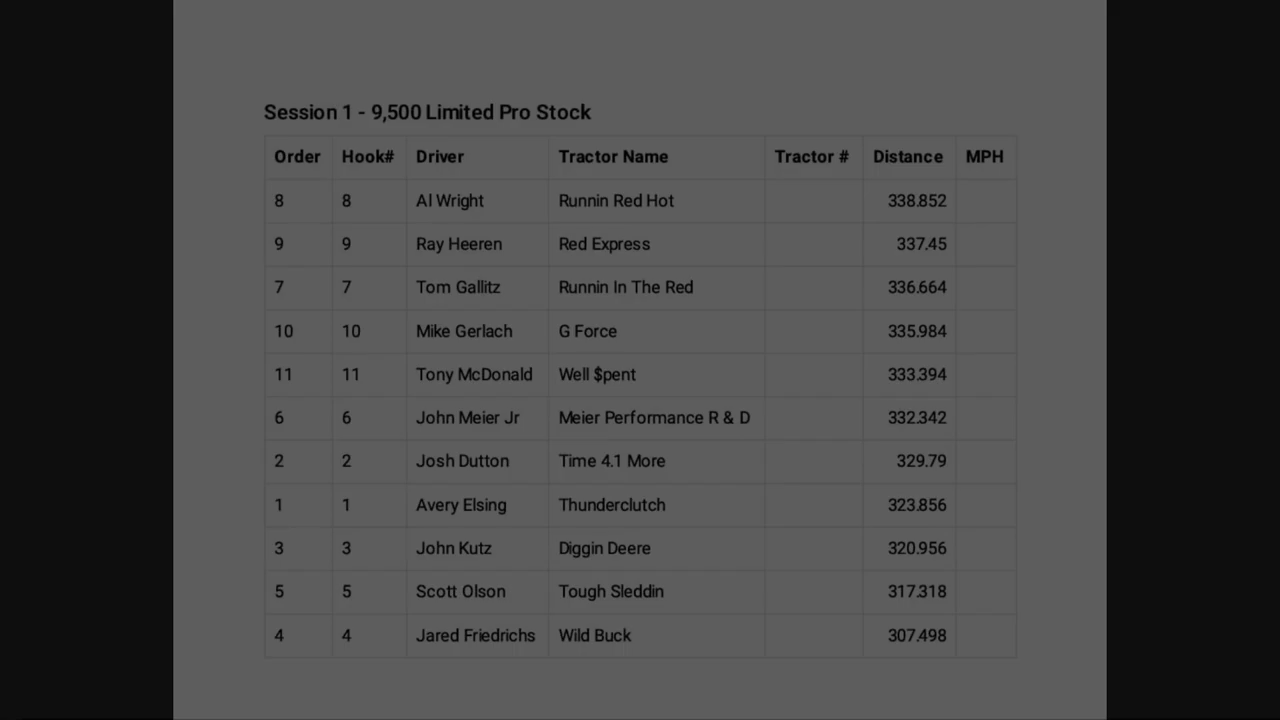 Session 1 - 9,500 Limited Pro Stock
Order Hook# Driver Tractor Name Tractor # Distance MPH
8 8 Al Wright Runnin Red Hot 338.852
9 9 Ray Heeren Red Express 337.45
7 7 Tom Gallitz Runnin In The Red 336.664
10 10 Mike Gerlach G Force 335.984
11 11 Tony McDonald Well $pent 333.394
6 6 John Meier Jr Meier Performance R & D 332.342
2 2 Josh Dutton Time 4.1 More 329.79
1 1 Avery Elsing Thunderclutch 323.856
3 3 John Kutz Diggin Deere 320.956
5 5 Scott Olson Tough Sleddin 317.318
4 4 Jared Friedrichs Wild Buck 307.498